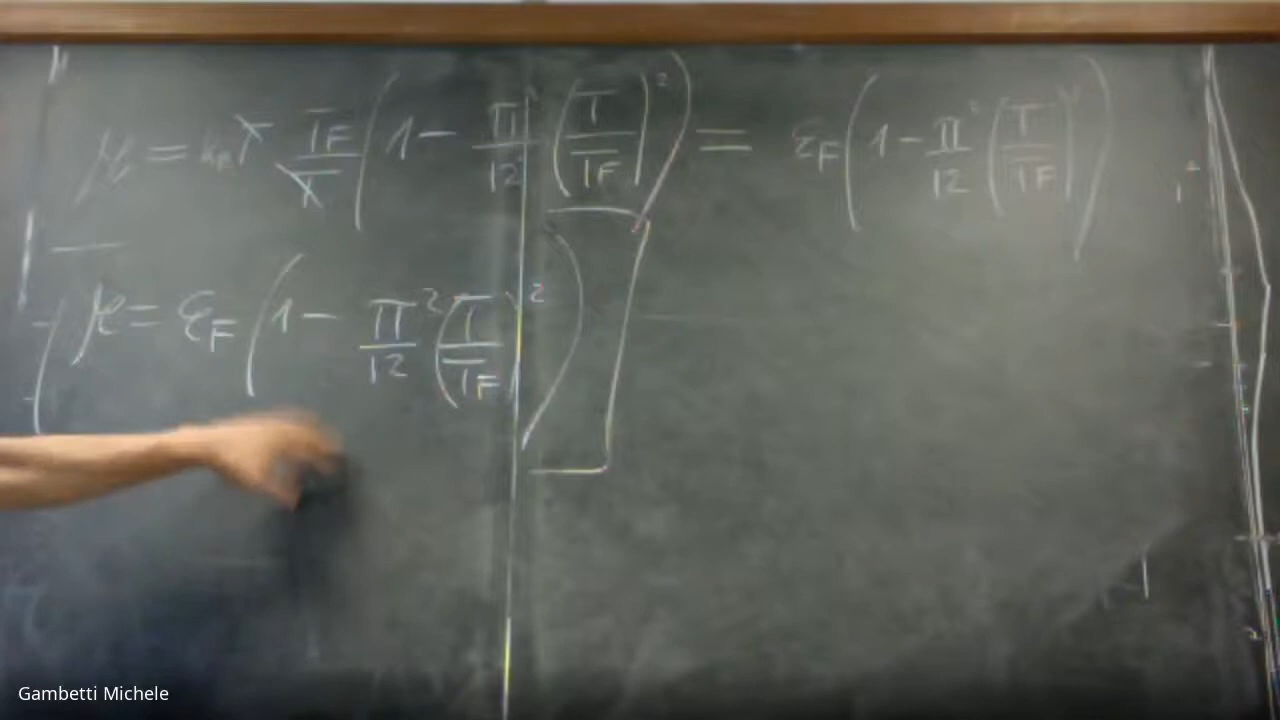 μ = k_B T T_F/T (1 - π²/12 (T/T_F)²) = ε_F (1 - π²/12 (T/T_F)²)
μ = ε_F (1 - π²/12 (T/T_F)²)
Gambetti Michele